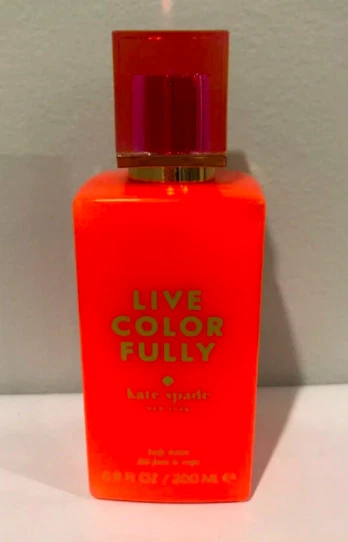 LIVE
COLOR
FULLY
kate spade
NEW YORK
body lotion
6.8 FL OZ / 200 ML e